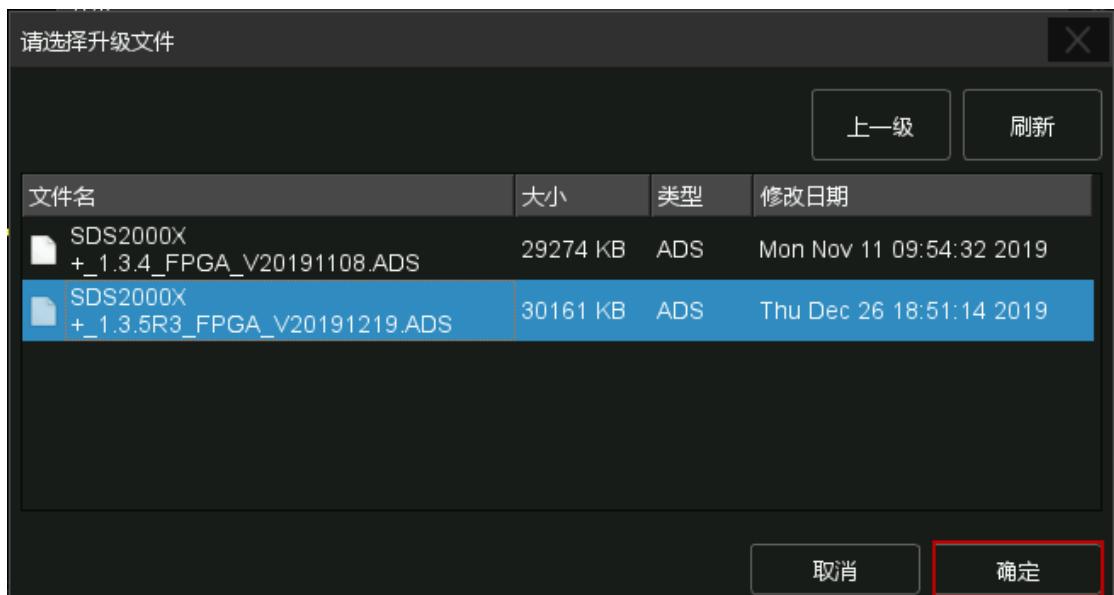 请选择升级文件
上一级 刷新
文件名 大小 类型 修改日期
SDS2000X
+_1.3.4_FPGA_V20191108.ADS 29274 KB ADS Mon Nov 11 09:54:32 2019
SDS2000X
+_1.3.5R3_FPGA_V20191219.ADS 30161 KB ADS Thu Dec 26 18:51:14 2019
取消 确定